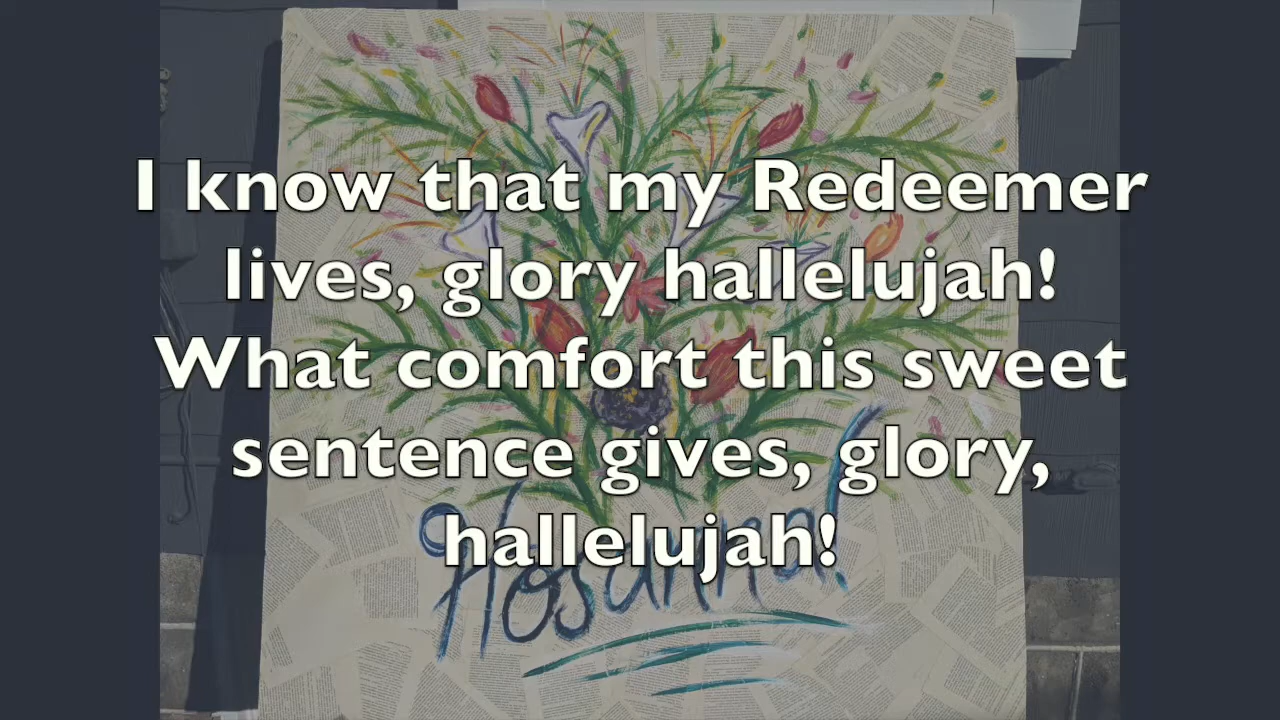 I know that my Redeemer
lives, glory hallelujah!
What comfort this sweet
sentence gives, glory,
hallelujah!
Hosanna!